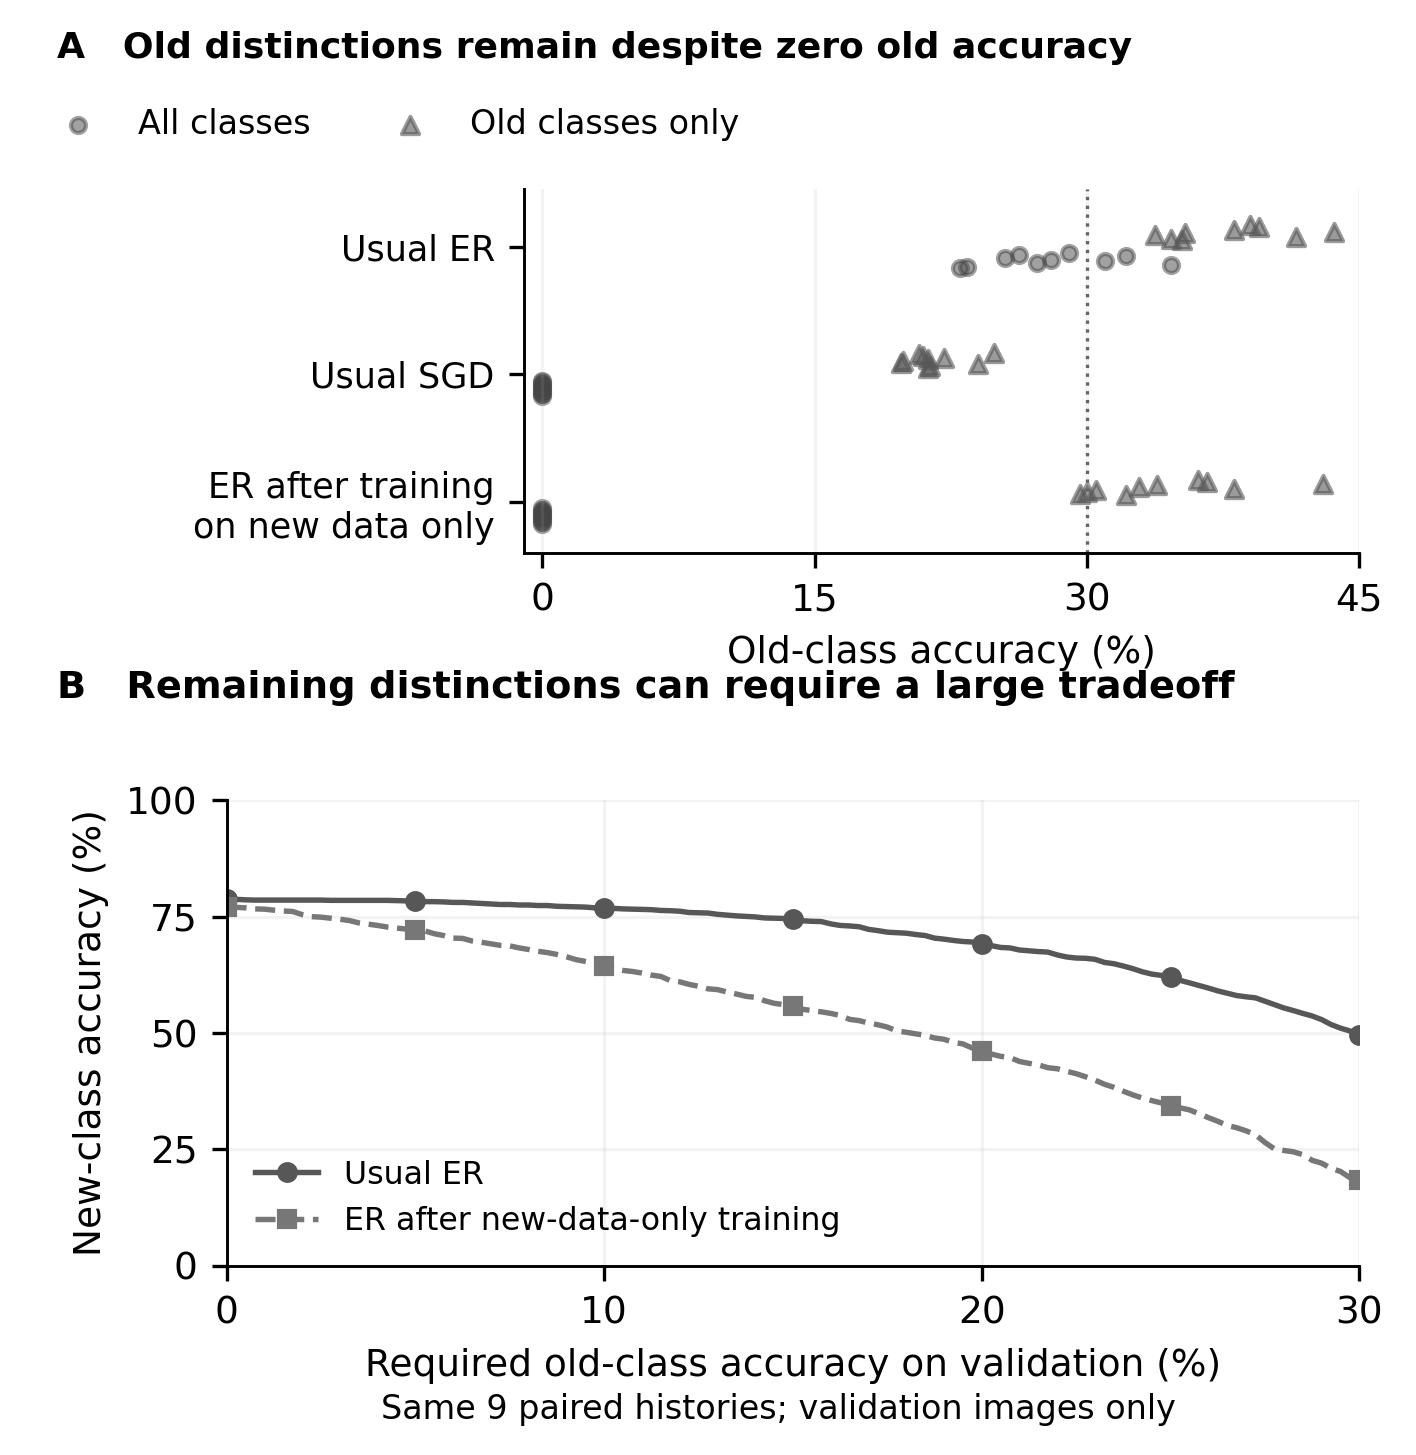 A Old distinctions remain despite zero old accuracy
All classes Old classes only
Usual ER
Usual SGD
ER after training
on new data only
0 15 30 45
Old-class accuracy (%)
B Remaining distinctions can require a large tradeoff
New-class accuracy (%)
100
75
50
25
0
Usual ER
ER after new-data-only training
0 10 20 30
Required old-class accuracy on validation (%)
Same 9 paired histories; validation images only